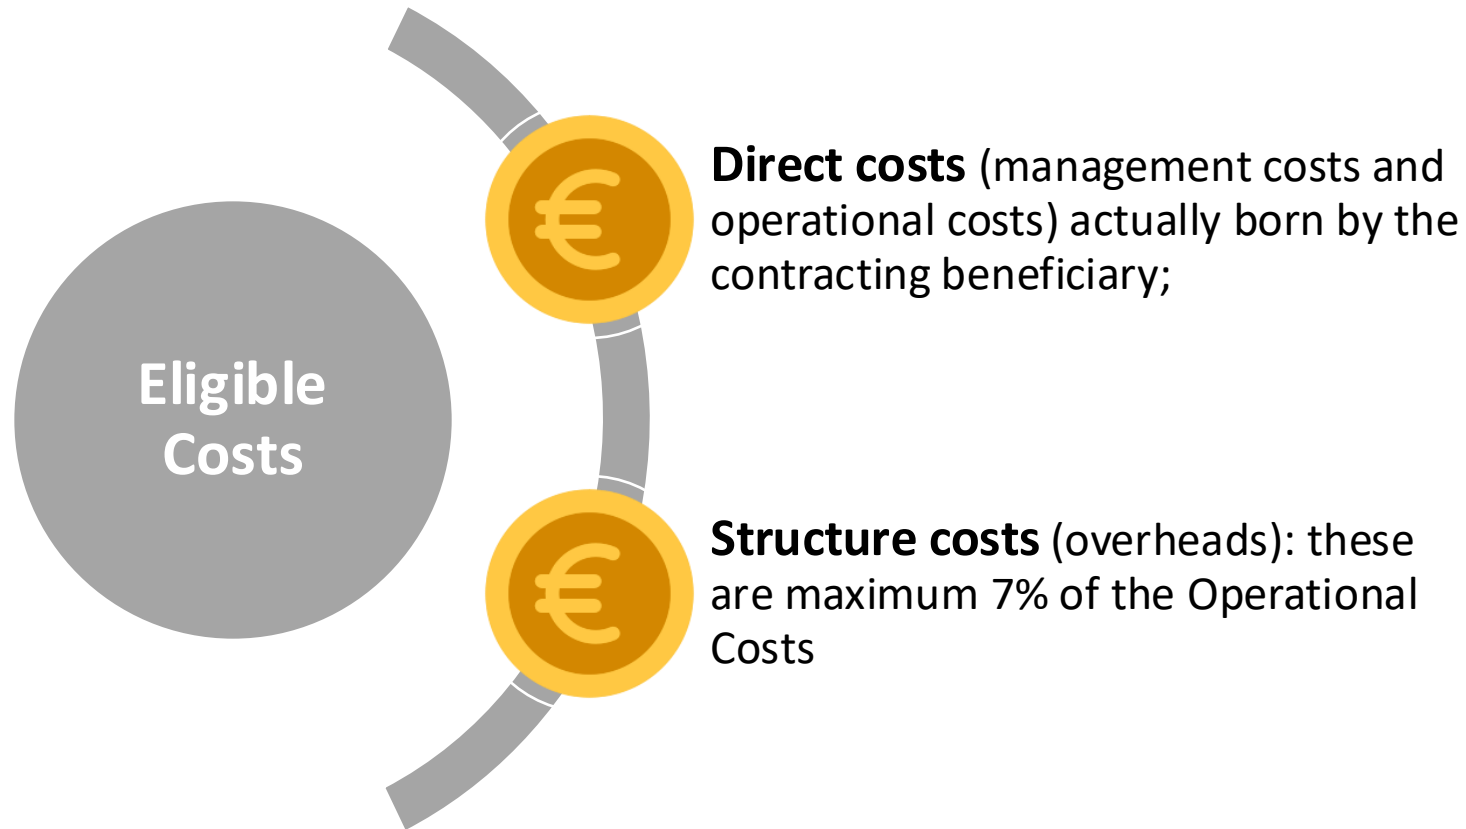 Eligible
Costs
Direct costs (management costs and
operational costs) actually born by the
contracting beneficiary;
Structure costs (overheads): these
are maximum 7% of the Operational
Costs